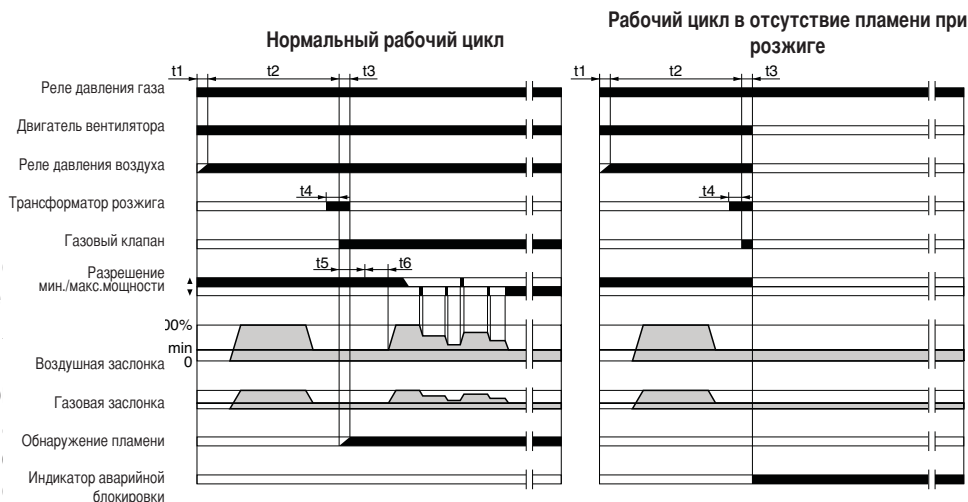 Нормальный рабочий цикл
Рабочий цикл в отсутствие пламени при
розжиге
t1 t2 t3
t1 t2 t3
Реле давления газа
Двигатель вентилятора
Реле давления воздуха
t4
t4
Трансформатор розжига
Газовый клапан
t5 t6
Разрешение
мин./макс.мощности
00%
min
0
Воздушная заслонка
Газовая заслонка
Обнаружение пламени
Индикатор аварийной
блокировки